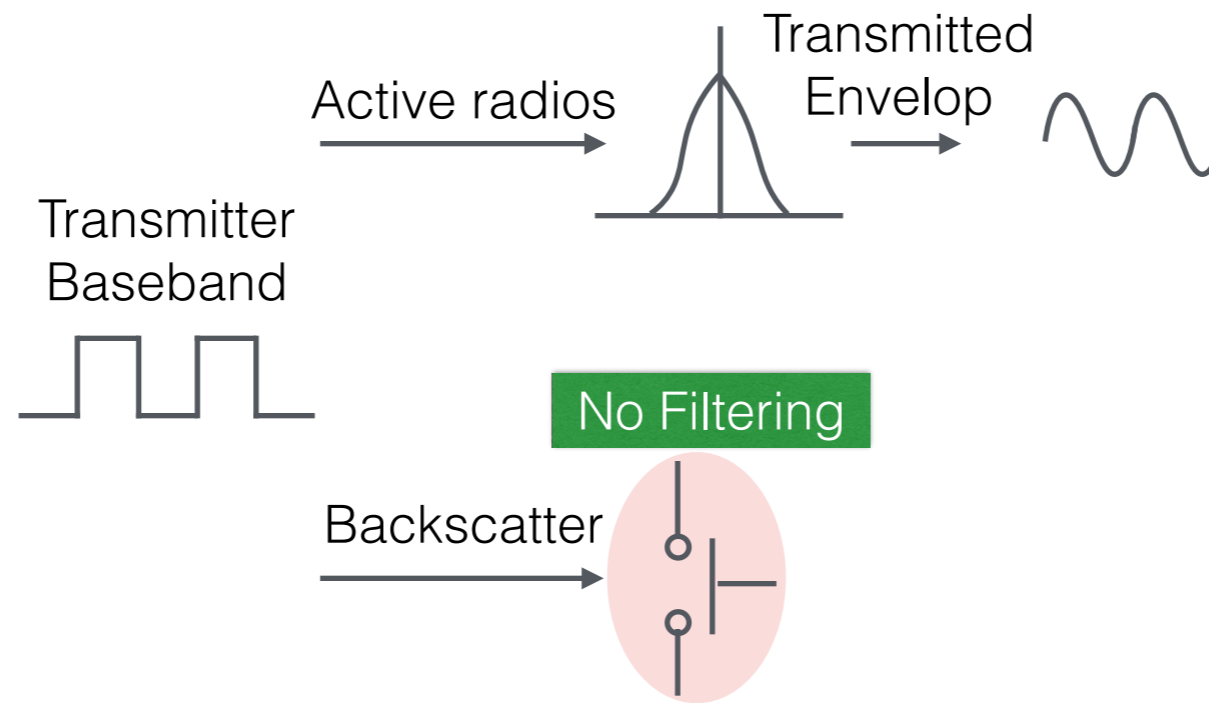 Active radios
Transmitted
Envelop
Transmitter
Baseband
No Filtering
Backscatter